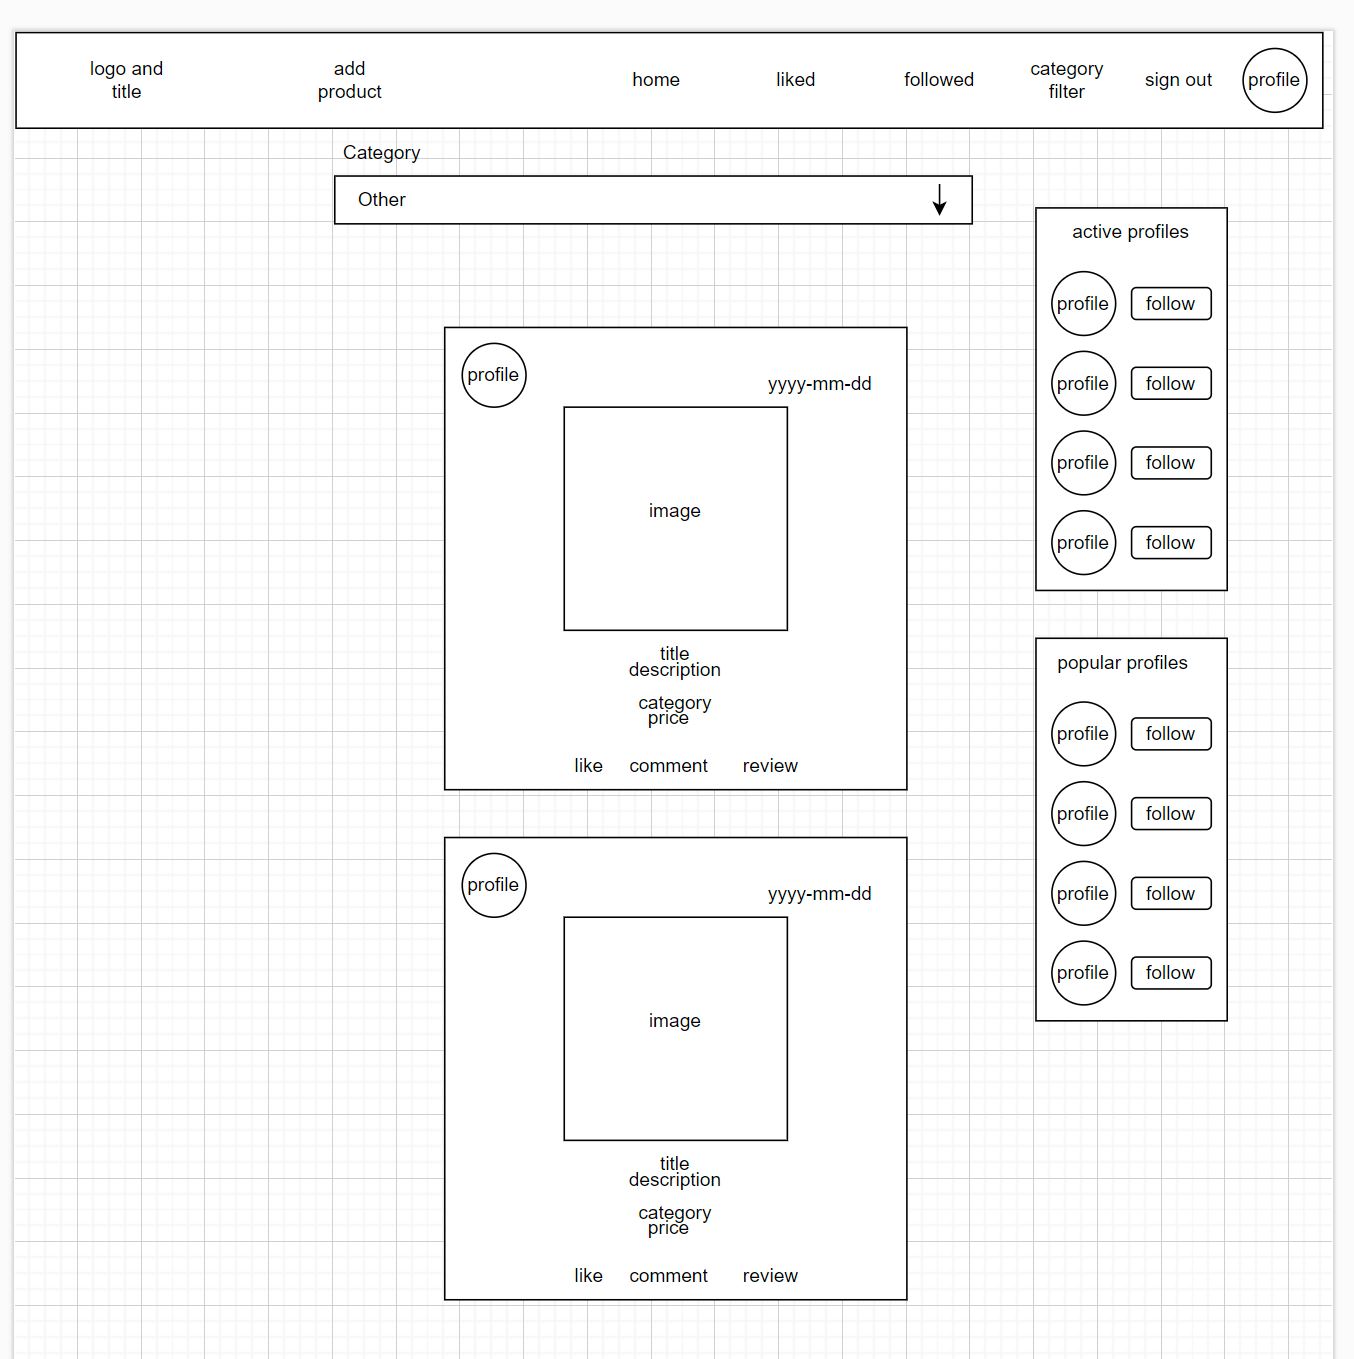 logo and
title
add
product
home
liked
followed
category
filter
sign out
profile
Category
Other
profile
yyyy-mm-dd
image
title
description
category
price
like comment review
profile
yyyy-mm-dd
image
title
description
category
price
like comment review
active profiles
profile follow
profile follow
profile follow
profile follow
popular profiles
profile follow
profile follow
profile follow
profile follow